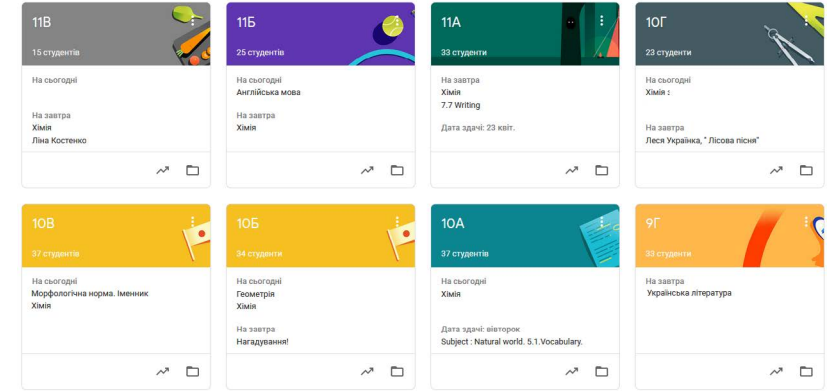 11В
15 студентів
На сьогодні
На завтра
Хімія
Ліна Костенко
11Б
25 студентів
На сьогодні
Англійська мова
На завтра
Хімія
11А
33 студенти
На завтра
Хімія
7.7 Writing
Дата здачі: 23 квіт.
10Г
23 студенти
На сьогодні
Хімія :
На завтра
Леся Українка, " Лісова пісня"
10В
37 студентів
На сьогодні
Морфологічна норма. Іменник
Хімія
10Б
34 студенти
На сьогодні
Геометрія
Хімія
На завтра
Нагадування!
10А
37 студентів
На сьогодні
Хімія
Дата здачі: вівторок
Subject : Natural world. 5.1.Vocabulary.
9Г
33 студенти
На завтра
Українська література